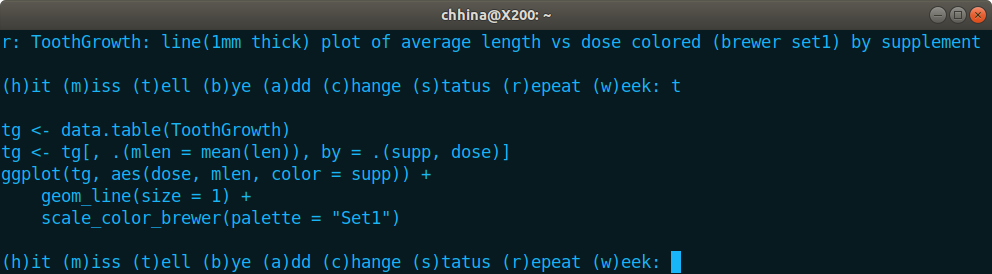 chhina@X200: ~
r: ToothGrowth: line(1mm thick) plot of average length vs dose colored (brewer set1) by supplement
(h)it (m)iss (t)ell (b)ye (a)dd (c)hange (s)tatus (r)epeat (w)eek: t
tg <- data.table(ToothGrowth)
tg <- tg[, .(mlen = mean(len)), by = .(supp, dose)]
ggplot(tg, aes(dose, mlen, color = supp)) +
    geom_line(size = 1) +
    scale_color_brewer(palette = "Set1")
(h)it (m)iss (t)ell (b)ye (a)dd (c)hange (s)tatus (r)epeat (w)eek: